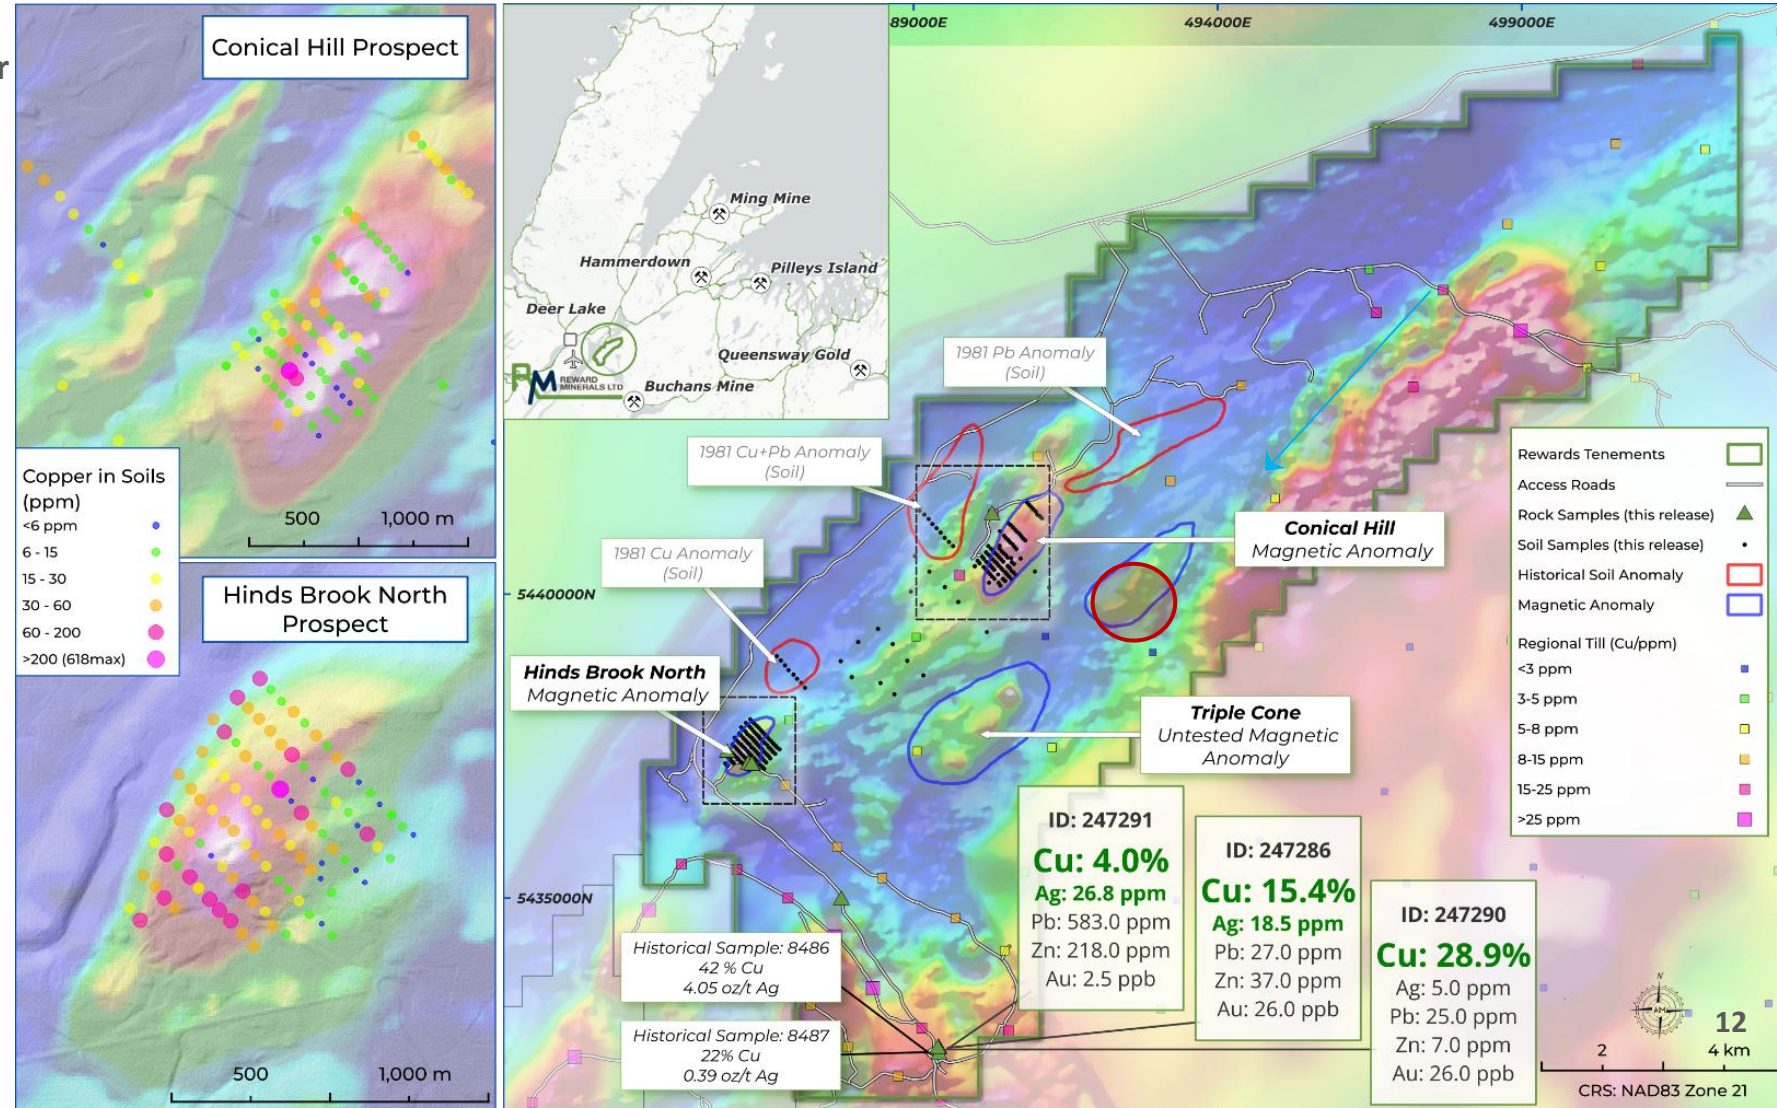 r
Conical Hill Prospect
Copper in Soils
(ppm)
<6 ppm
6 - 15
15 - 30
30 - 60
60 - 200
>200 (618max)
500
1,000 m
Hinds Brook North
Prospect
500
1,000 m
Ming Mine
Hammerdown
Pilleys Island
Deer Lake
Queensway Gold
Buchans Mine
RM REWARD
MINERALS LTD
89000E
494000E
499000E
5440000N
5435000N
1981 Pb Anomaly
(Soil)
1981 Cu+Pb Anomaly
(Soil)
1981 Cu Anomaly
(Soil)
Conical Hill
Magnetic Anomaly
Hinds Brook North
Magnetic Anomaly
Triple Cone
Untested Magnetic
Anomaly
Rewards Tenements
Access Roads
Rock Samples (this release)
Soil Samples (this release)
Historical Soil Anomaly
Magnetic Anomaly
Regional Till (Cu/ppm)
<3 ppm
3-5 ppm
5-8 ppm
8-15 ppm
15-25 ppm
>25 ppm
ID: 247291
Cu: 4.0%
Ag: 26.8 ppm
Pb: 583.0 ppm
Zn: 218.0 ppm
Au: 2.5 ppb
ID: 247286
Cu: 15.4%
Ag: 18.5 ppm
Pb: 27.0 ppm
Zn: 37.0 ppm
Au: 26.0 ppb
ID: 247290
Cu: 28.9%
Ag: 5.0 ppm
Pb: 25.0 ppm
Zn: 7.0 ppm
Au: 26.0 ppb
Historical Sample: 8486
42 % Cu
4.05 oz/t Ag
Historical Sample: 8487
22% Cu
0.39 oz/t Ag
N
12
2
4 km
CRS: NAD83 Zone 21